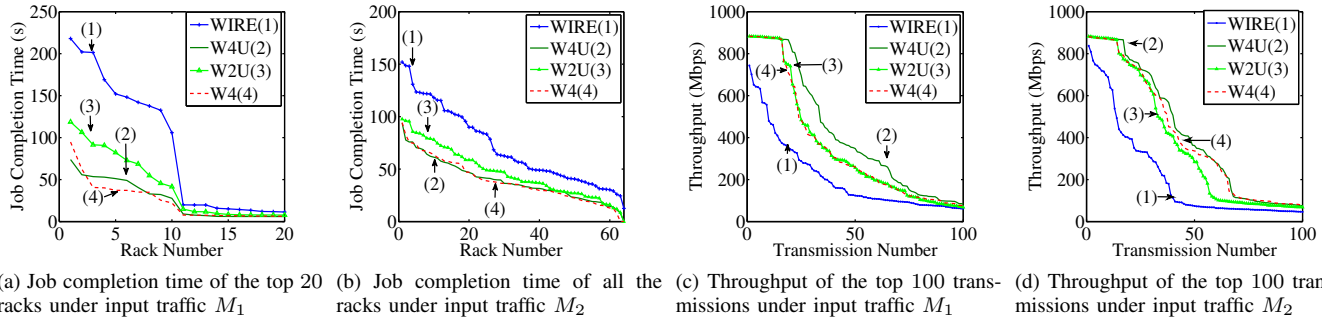 Job Completion Time (s)
250
200
150
100
50
0
0 5 10 15 20
Rack Number
WIRE(1)
W4U(2)
W2U(3)
W4(4)
(1)
(3)
(2)
(4)
Job Completion Time (s)
200
150
100
50
0
0 20 40 60
Rack Number
WIRE(1)
W4U(2)
W2U(3)
W4(4)
(1)
(3)
(2)
(4)
Throughput (Mbps)
1000
800
600
400
200
0
0 50 100
Transmission Number
WIRE(1)
W4U(2)
W2U(3)
W4(4)
(4)
(3)
(2)
(1)
Throughput (Mbps)
1000
800
600
400
200
0
0 50 100
Transmission Number
WIRE(1)
W4U(2)
W2U(3)
W4(4)
(2)
(3)
(4)
(1)
(a) Job completion time of the top 20
racks under input traffic M1
(b) Job completion time of all the
racks under input traffic M2
(c) Throughput of the top 100 trans-
missions under input traffic M1
(d) Throughput of the top 100 tran
missions under input traffic M2